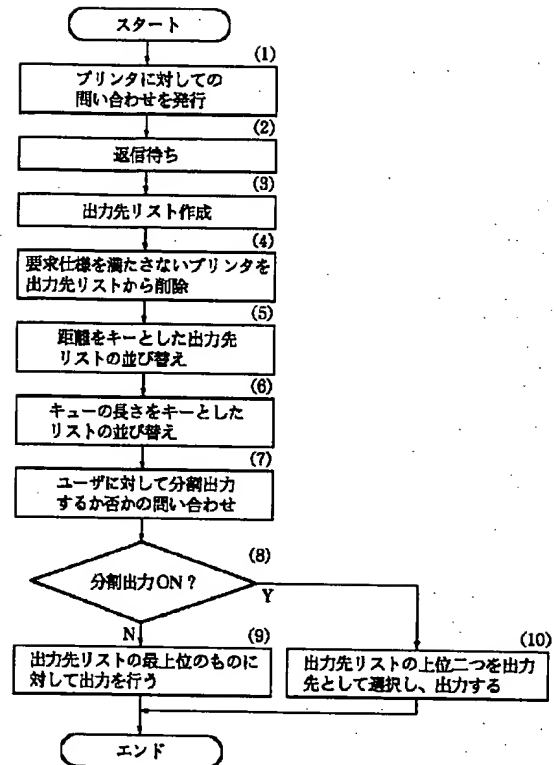 スタート
(1)
プリンタに対しての
問い合わせを発行
(2)
返信待ち
(3)
出力先リスト作成
(4)
要求仕様を満たさないプリンタを
出力先リストから削除
(5)
距離をキーとした出力先
リストの並び替え
(6)
キューの長さをキーとした
リストの並び替え
(7)
ユーザに対して分割出力
するか否かの問い合わせ
(8)
分割出力ON?
Y
N
(9)
出力先リストの最上位のものに
対して出力を行う
(10)
出力先リストの上位二つを出力
先として選択し、出力する
エンド